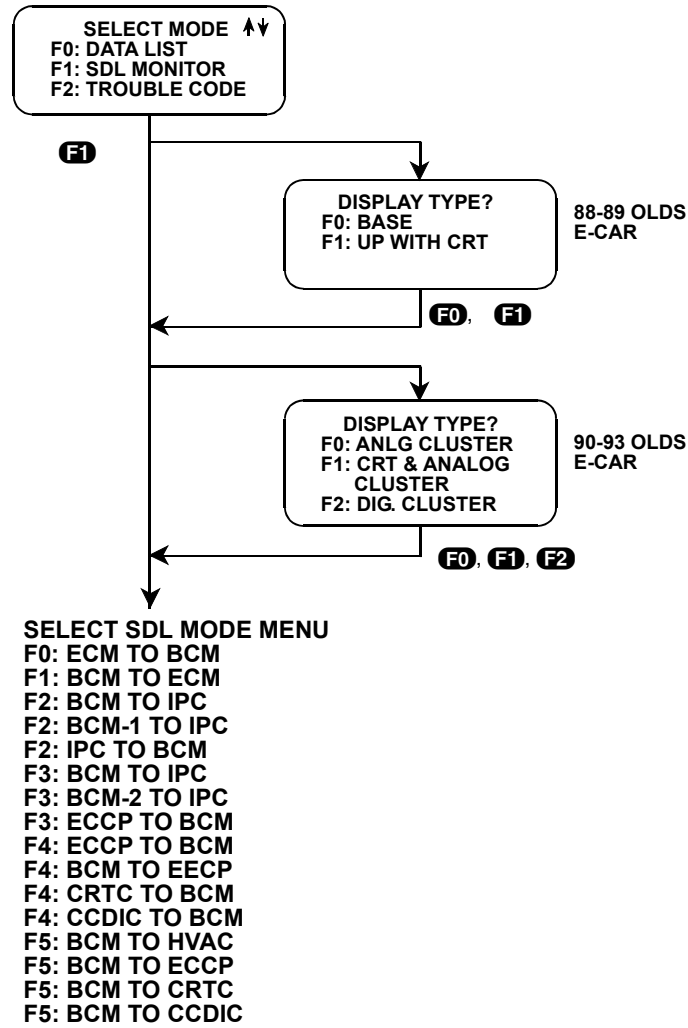 SELECT MODE
F0: DATA LIST
F1: SDL MONITOR
F2: TROUBLE CODE
F1
DISPLAY TYPE?
F0: BASE
F1: UP WITH CRT
88-89 OLDS
E-CAR
F0, F1
DISPLAY TYPE?
F0: ANLG CLUSTER
F1: CRT & ANALOG
CLUSTER
F2: DIG. CLUSTER
90-93 OLDS
E-CAR
F0, F1, F2
SELECT SDL MODE MENU
F0: ECM TO BCM
F1: BCM TO ECM
F2: BCM TO IPC
F2: BCM-1 TO IPC
F2: IPC TO BCM
F3: BCM TO IPC
F3: BCM-2 TO IPC
F3: ECCP TO BCM
F4: ECCP TO BCM
F4: BCM TO EECP
F4: CRTC TO BCM
F4: CCDIC TO BCM
F5: BCM TO HVAC
F5: BCM TO ECCP
F5: BCM TO CRTC
F5: BCM TO CCDIC